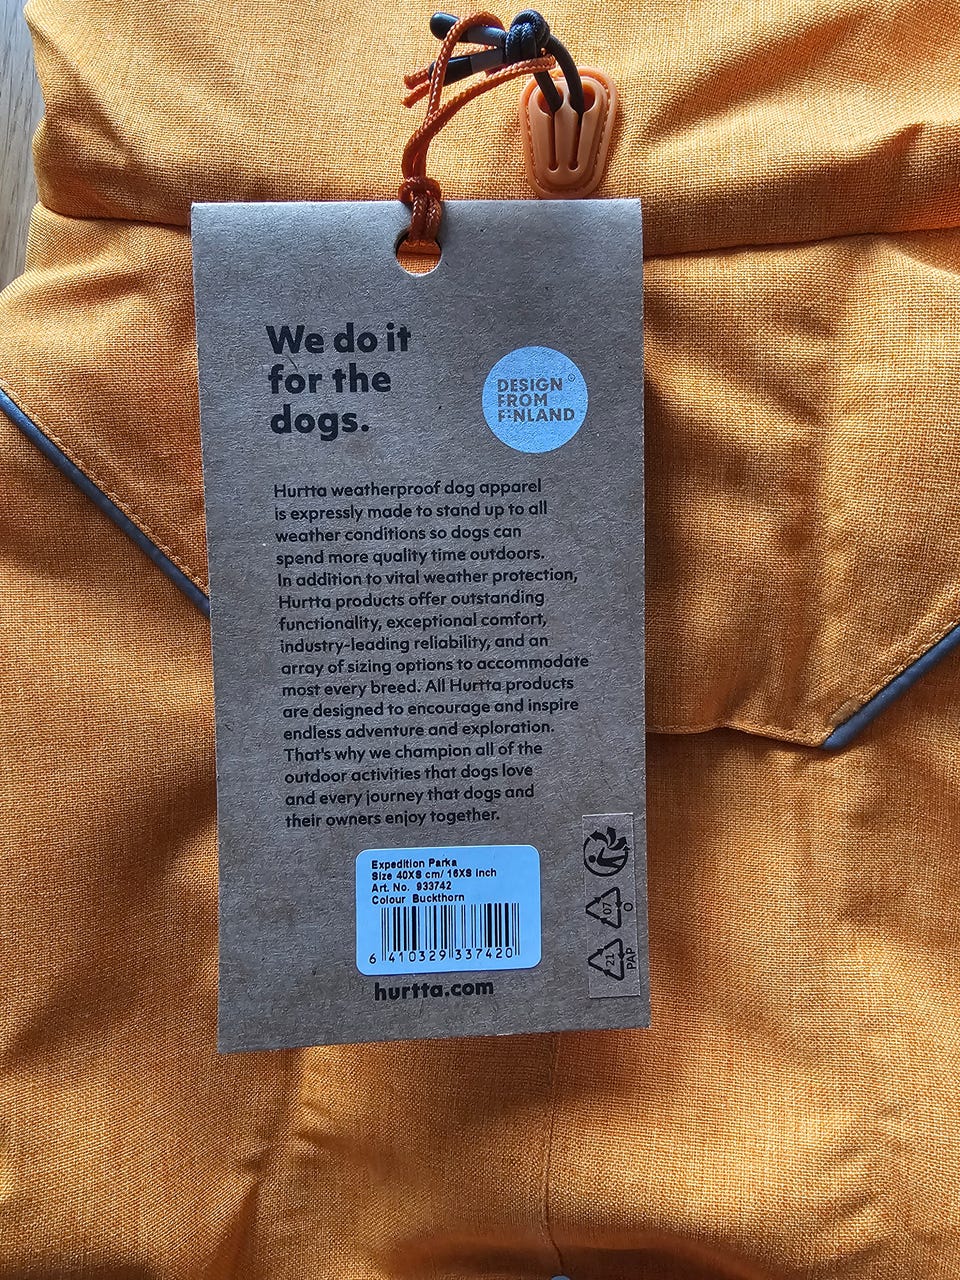 We do it
for the
dogs.
DESIGN
FROM
FINLAND
Hurtta weatherproof dog apparel
is expressly made to stand up to all
weather conditions so dogs can
spend more quality time outdoors.
In addition to vital weather protection,
Hurtta products offer outstanding
functionality, exceptional comfort,
industry-leading reliability, and an
array of sizing options to accommodate
most every breed. All Hurtta products
are designed to encourage and inspire
endless adventure and exploration.
That's why we champion all of the
outdoor activities that dogs love
and every journey that dogs and
their owners enjoy together.
Expedition Parka
Size 40XS cm/ 16XS inch
Art. No. 933742
Colour Buckthorn
6 410329 337420
hurtta.com
07
O
21
PAP